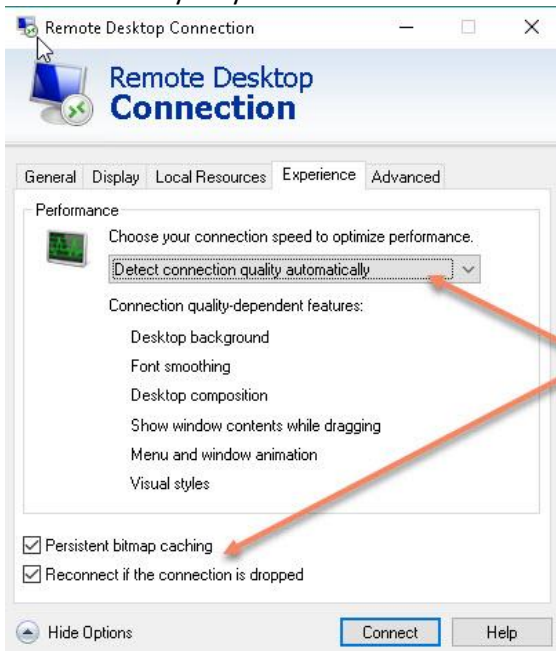 Remote Desktop Connection
Remote Desktop
Connection
General Display Local Resources Experience Advanced
Performance
Choose your connection speed to optimize performance.
Detect connection quality automatically
Connection quality-dependent features:
Desktop background
Font smoothing
Desktop composition
Show window contents while dragging
Menu and window animation
Visual styles
Persistent bitmap caching
Reconnect if the connection is dropped
Hide Options Connect Help